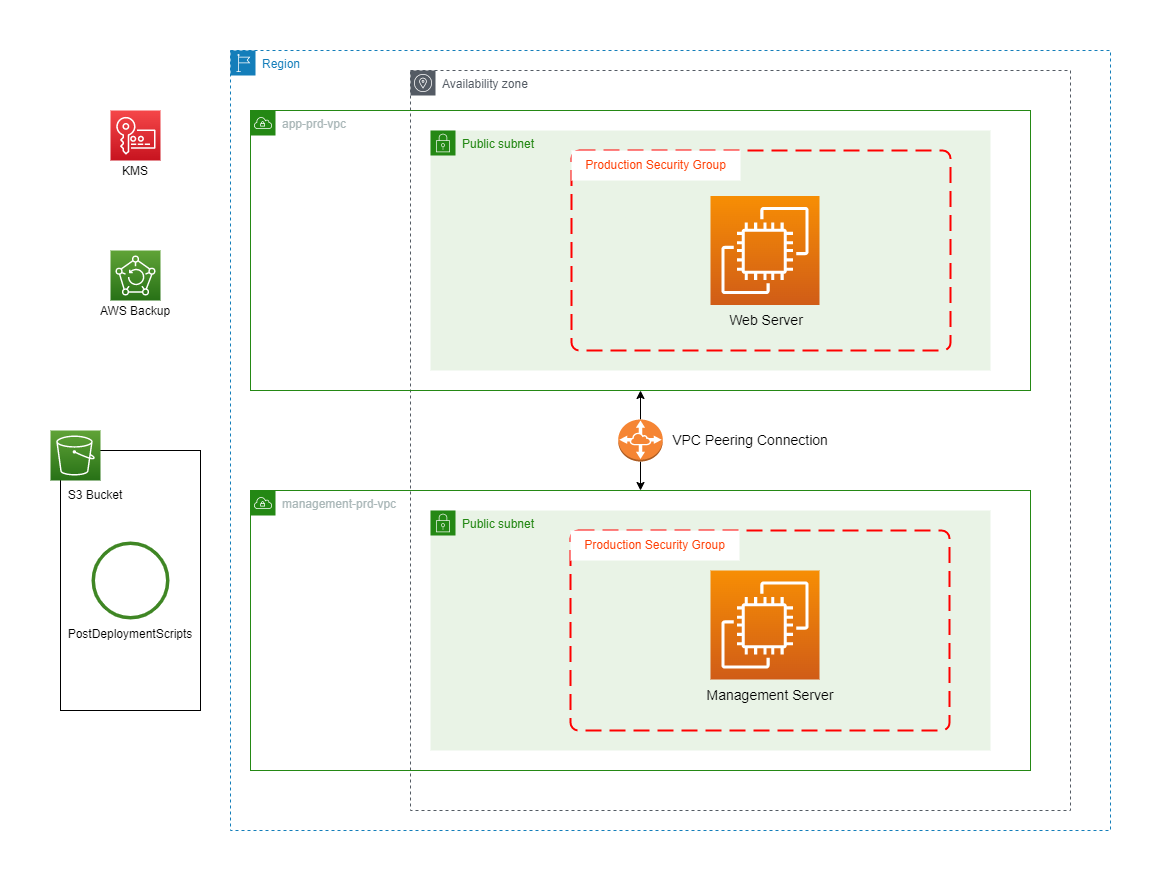 Region
Availability zone
app-prd-vpc
Public subnet
Production Security Group
KMS
Web Server
AWS Backup
VPC Peering Connection
S3 Bucket
management-prd-vpc
Public subnet
Production Security Group
PostDeploymentScripts
Management Server